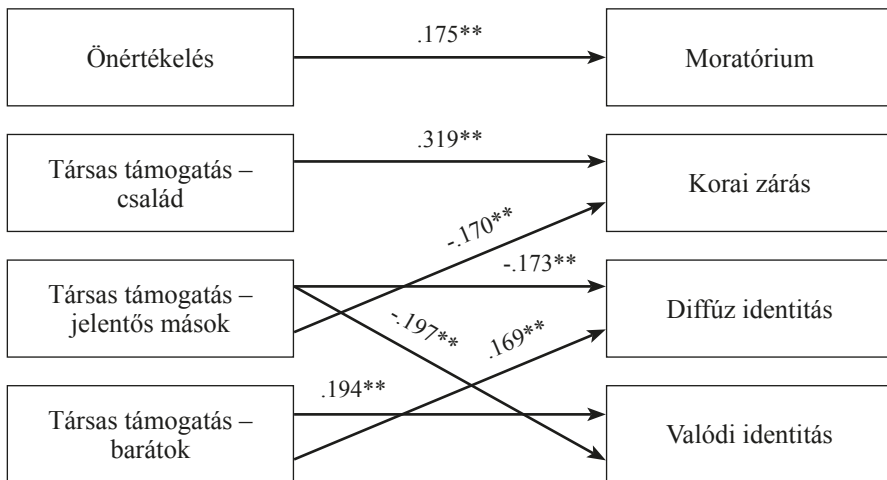 Önértékelés
.175**
Moratórium
Társas támogatás –
család
.319**
Korai zárás
-.170**
Társas támogatás –
jelentős mások
-.173**
Diffúz identitás
-.197**
.169**
Társas támogatás –
barátok
.194**
Valódi identitás